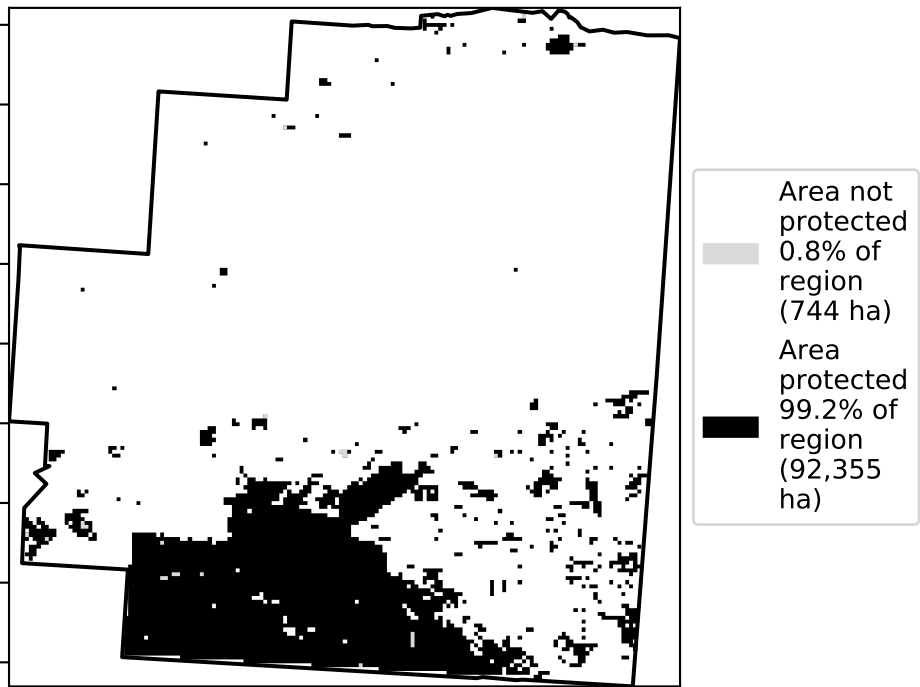 Area not
protected
0.8% of
region
(744 ha)
Area
protected
99.2% of
region
(92,355
ha)